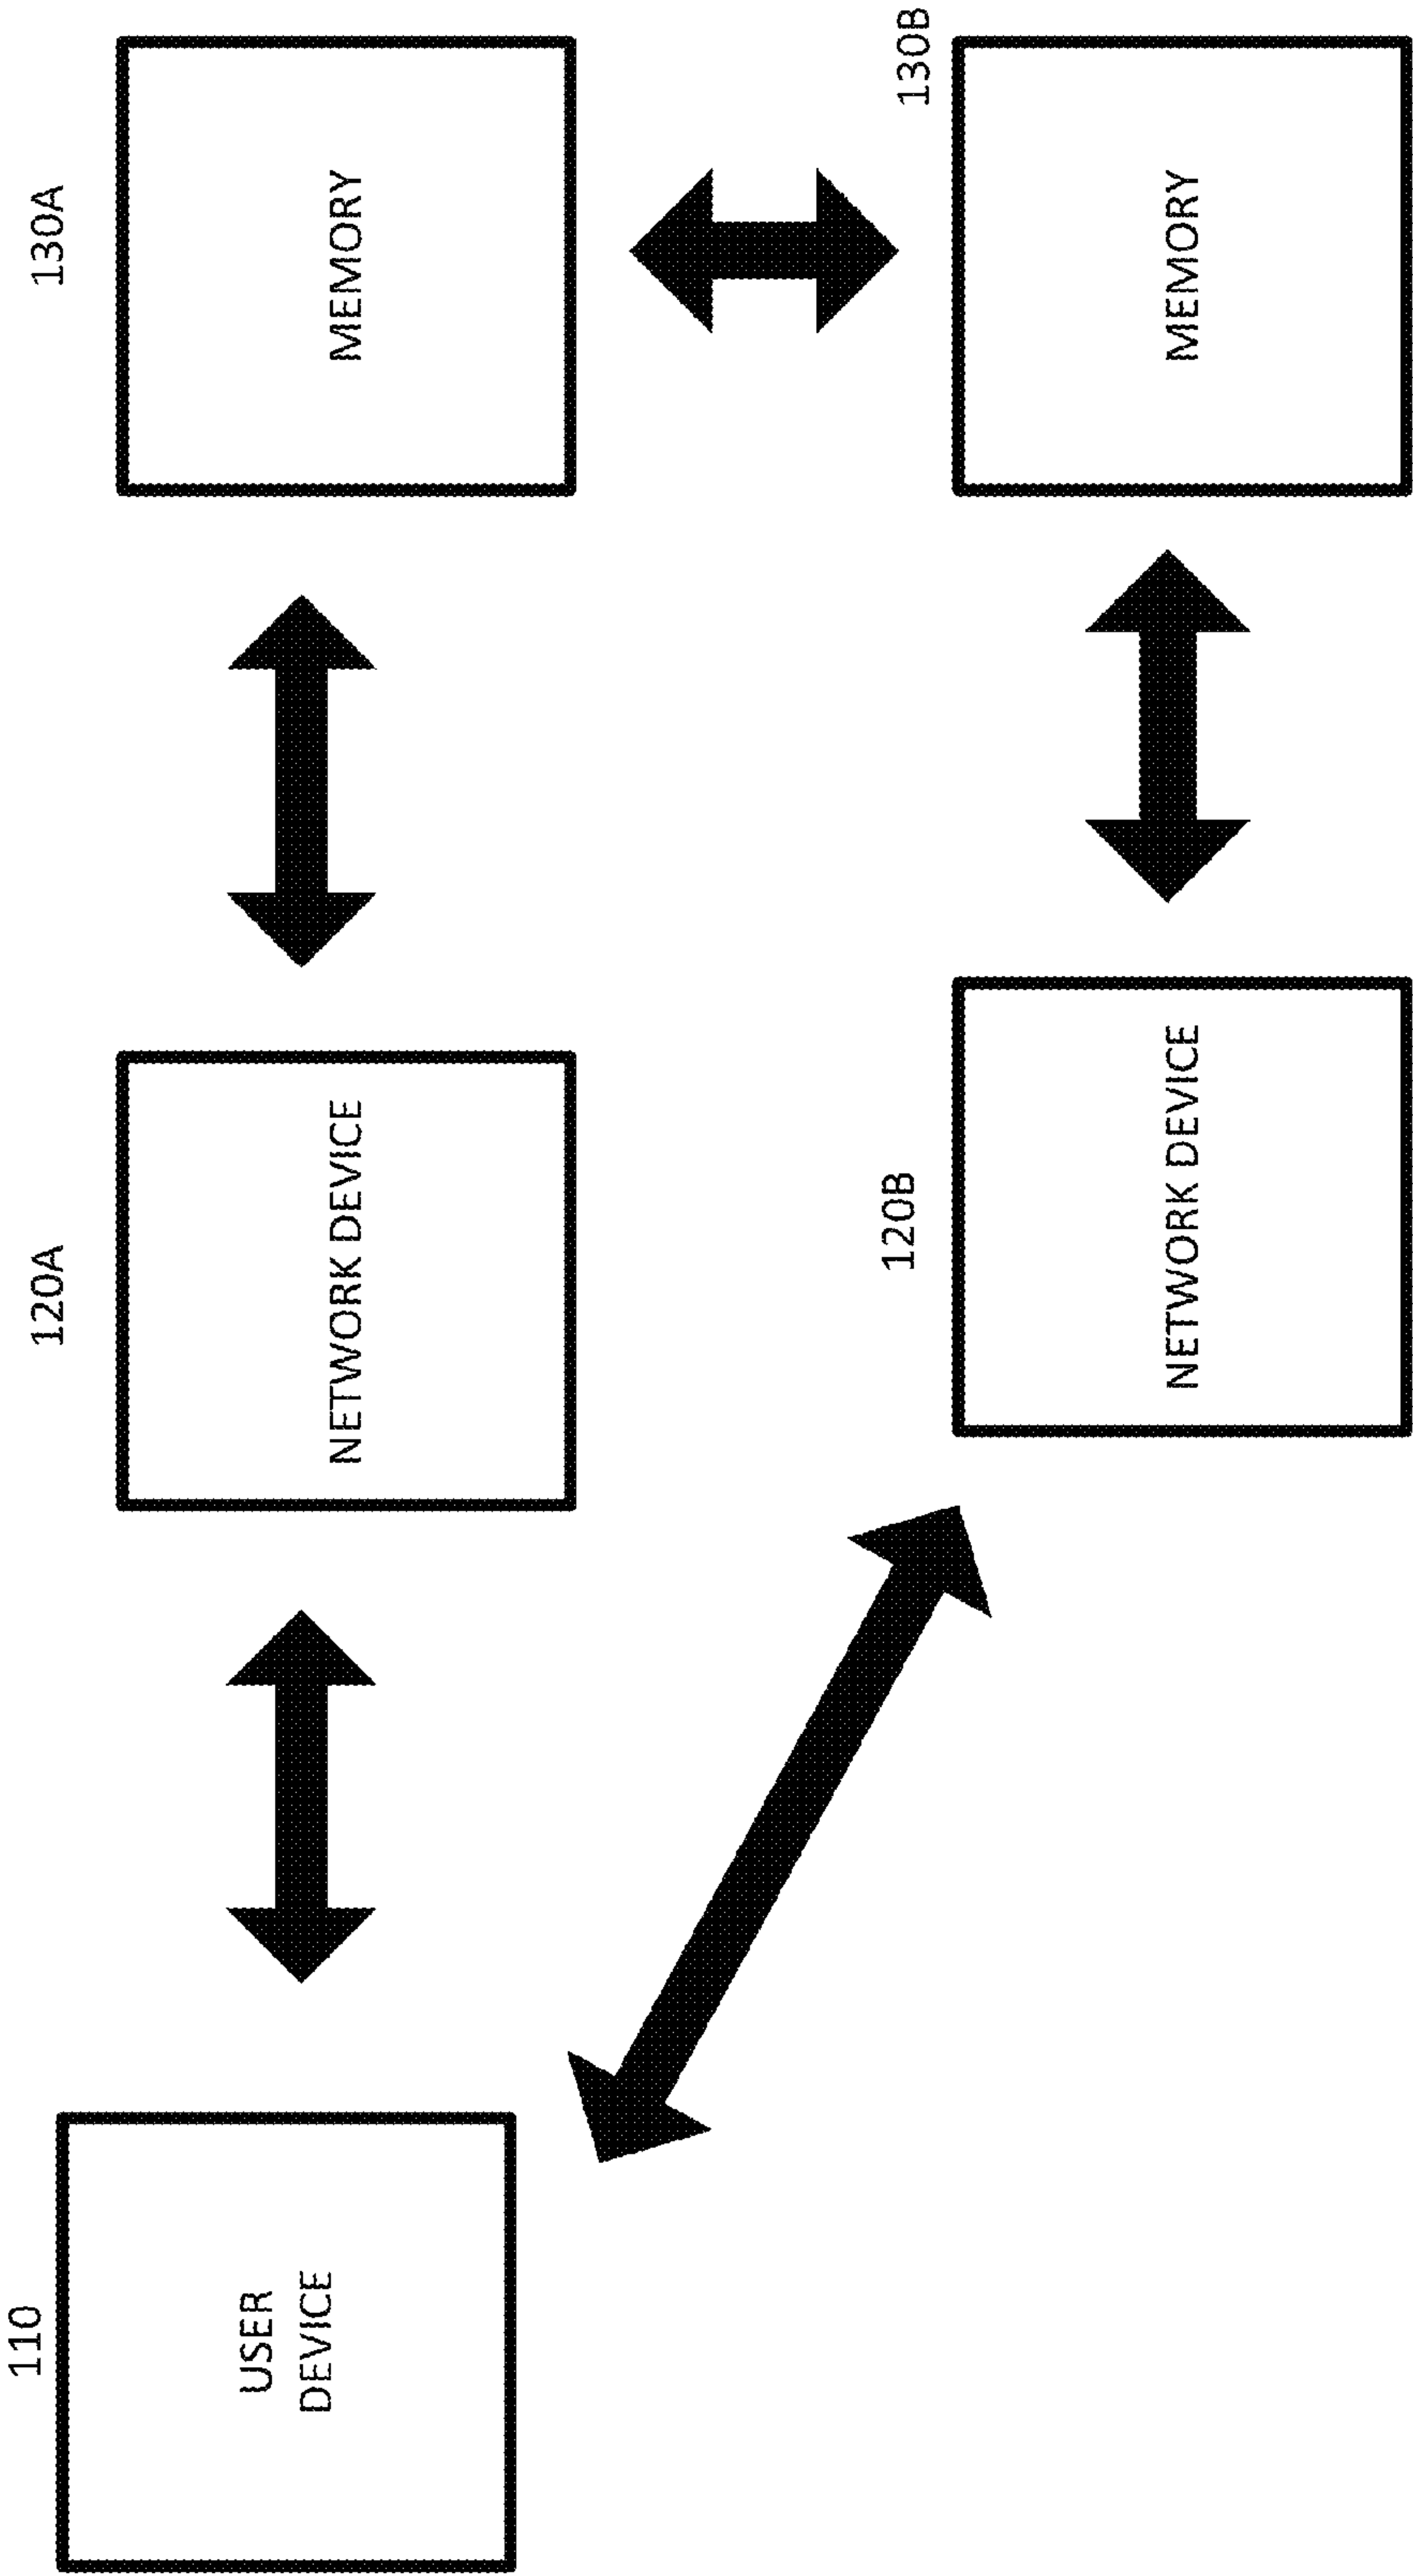 110
USER
DEVICE
120A
NETWORK DEVICE
130A
MEMORY
120B
NETWORK DEVICE
130B
MEMORY